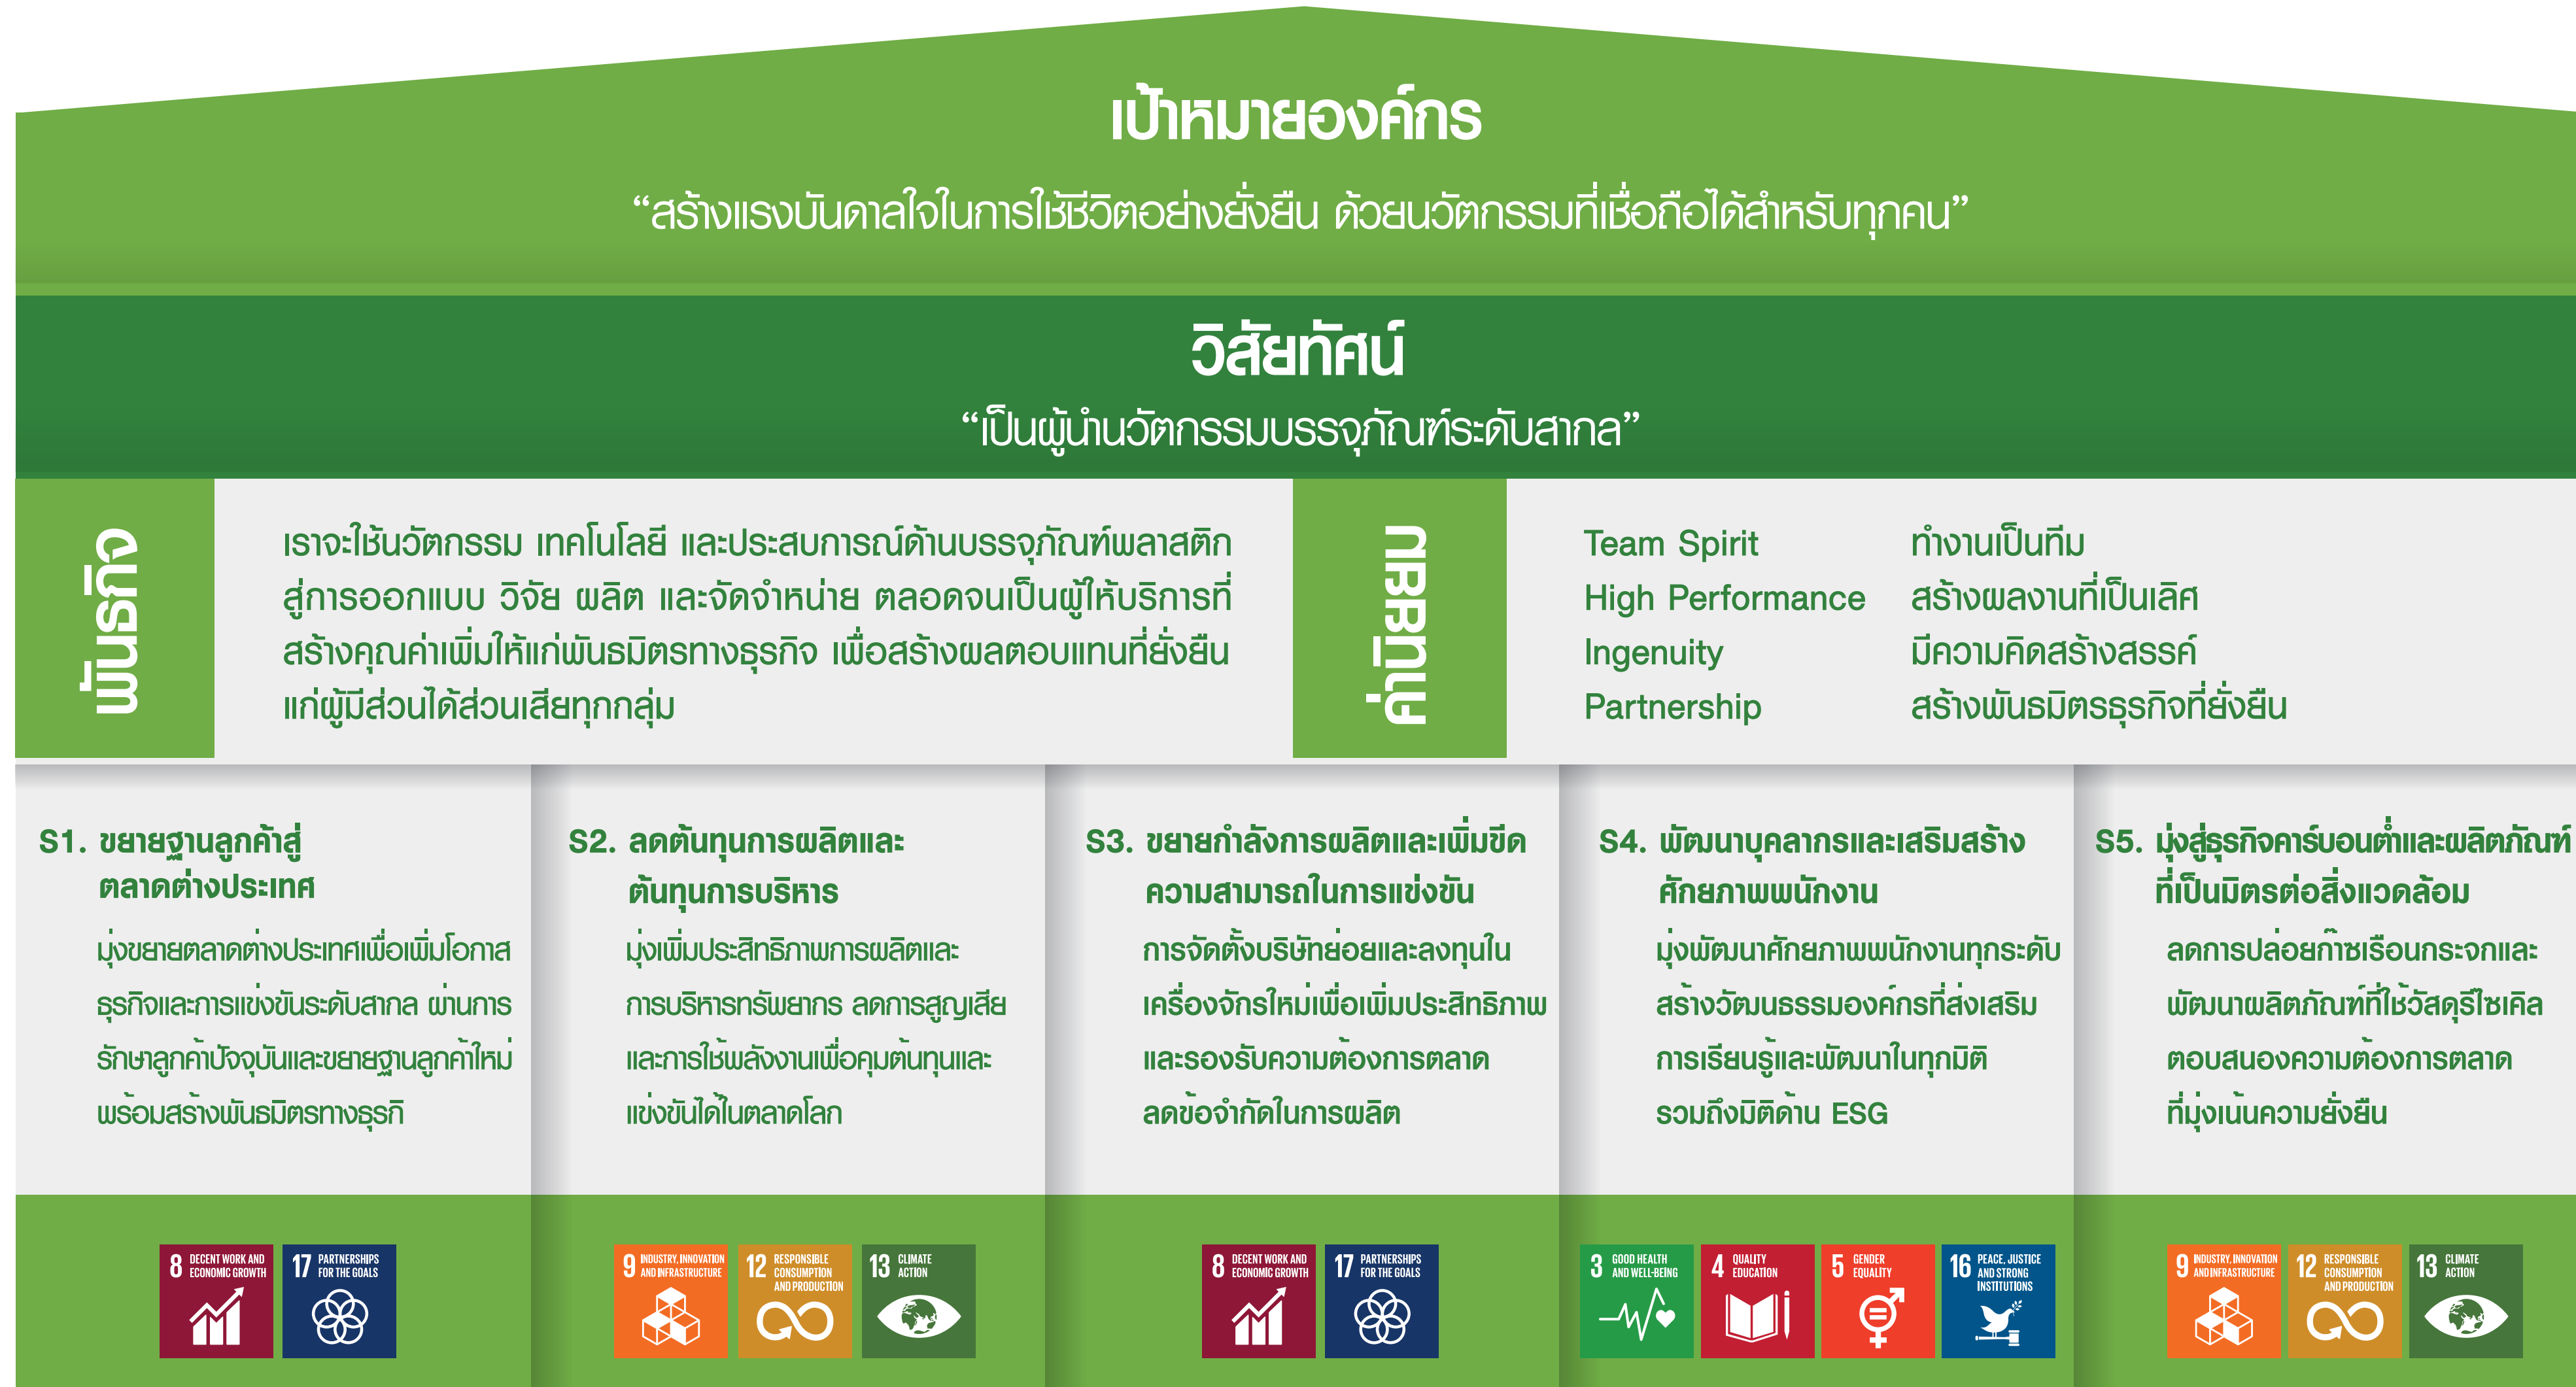 เป้าหมายองค์กร
“สร้างแรงบันดาลใจในการใช้ชีวิตอย่างยั่งยืน ด้วยนวัตกรรมที่เชื่อถือได้สำหรับทุกคน”
วิสัยทัศน์
“เป็นผู้นำนวัตกรรมบรรจุภัณฑ์ระดับสากล”
พันธกิจ
เราจะใช้นวัตกรรม เทคโนโลยี และประสบการณ์ด้านบรรจุภัณฑ์พลาสติก
สู่การออกแบบ วิจัย ผลิต และจัดจำหน่าย ตลอดจนเป็นผู้ให้บริการที่
สร้างคุณค่าเพิ่มให้แก่พันธมิตรทางธุรกิจ เพื่อสร้างผลตอบแทนที่ยั่งยืน
แก่ผู้มีส่วนได้ส่วนเสียทุกกลุ่ม
ค่านิยม
Team Spirit ทำงานเป็นทีม
High Performance สร้างผลงานที่เป็นเลิศ
Ingenuity มีความคิดสร้างสรรค์
Partnership สร้างพันธมิตรธุรกิจที่ยั่งยืน
S1. ขยายฐานลูกค้าสู่
ตลาดต่างประเทศ
มุ่งขยายตลาดต่างประเทศเพื่อเพิ่มโอกาส
ธุรกิจและการแข่งขันระดับสากล ผ่านการ
รักษาลูกค้าปัจจุบันและขยายฐานลูกค้าใหม่
พร้อมสร้างพันธมิตรทางธุรกิ
8 DECENT WORK AND
ECONOMIC GROWTH
17 PARTNERSHIPS
FOR THE GOALS
S2. ลดต้นทุนการผลิตและ
ต้นทุนการบริหาร
มุ่งเพิ่มประสิทธิภาพการผลิตและ
การบริหารทรัพยากร ลดการสูญเสีย
และการใช้พลังงานเพื่อคุมต้นทุนและ
แข่งขันได้ในตลาดโลก
9 INDUSTRY, INNOVATION
AND INFRASTRUCTURE
12 RESPONSIBLE
CONSUMPTION
AND PRODUCTION
13 CLIMATE
ACTION
S3. ขยายกำลังการผลิตและเพิ่มขีด
ความสามารถในการแข่งขัน
การจัดตั้งบริษัทย่อยและลงทุนใน
เครื่องจักรใหม่เพื่อเพิ่มประสิทธิภาพ
และรองรับความต้องการตลาด
ลดข้อจำกัดในการผลิต
8 DECENT WORK AND
ECONOMIC GROWTH
17 PARTNERSHIPS
FOR THE GOALS
S4. พัฒนาบุคลากรและเสริมสร้าง
ศักยภาพพนักงาน
มุ่งพัฒนาศักยภาพพนักงานทุกระดับ
สร้างวัฒนธรรมองค์กรที่ส่งเสริม
การเรียนรู้และพัฒนาในทุกมิติ
รวมถึงมิติด้าน ESG
3 GOOD HEALTH
AND WELL-BEING
4 QUALITY
EDUCATION
5 GENDER
EQUALITY
16 PEACE, JUSTICE
AND STRONG
INSTITUTIONS
S5. มุ่งสู่ธุรกิจคาร์บอนต่ำและผลิตภัณฑ์
ที่เป็นมิตรต่อสิ่งแวดล้อม
ลดการปล่อยก๊าซเรือนกระจกและ
พัฒนาผลิตภัณฑ์ที่ใช้วัสดุรีไซเคิล
ตอบสนองความต้องการตลาด
ที่มุ่งเน้นความยั่งยืน
9 INDUSTRY, INNOVATION
AND INFRASTRUCTURE
12 RESPONSIBLE
CONSUMPTION
AND PRODUCTION
13 CLIMATE
ACTION